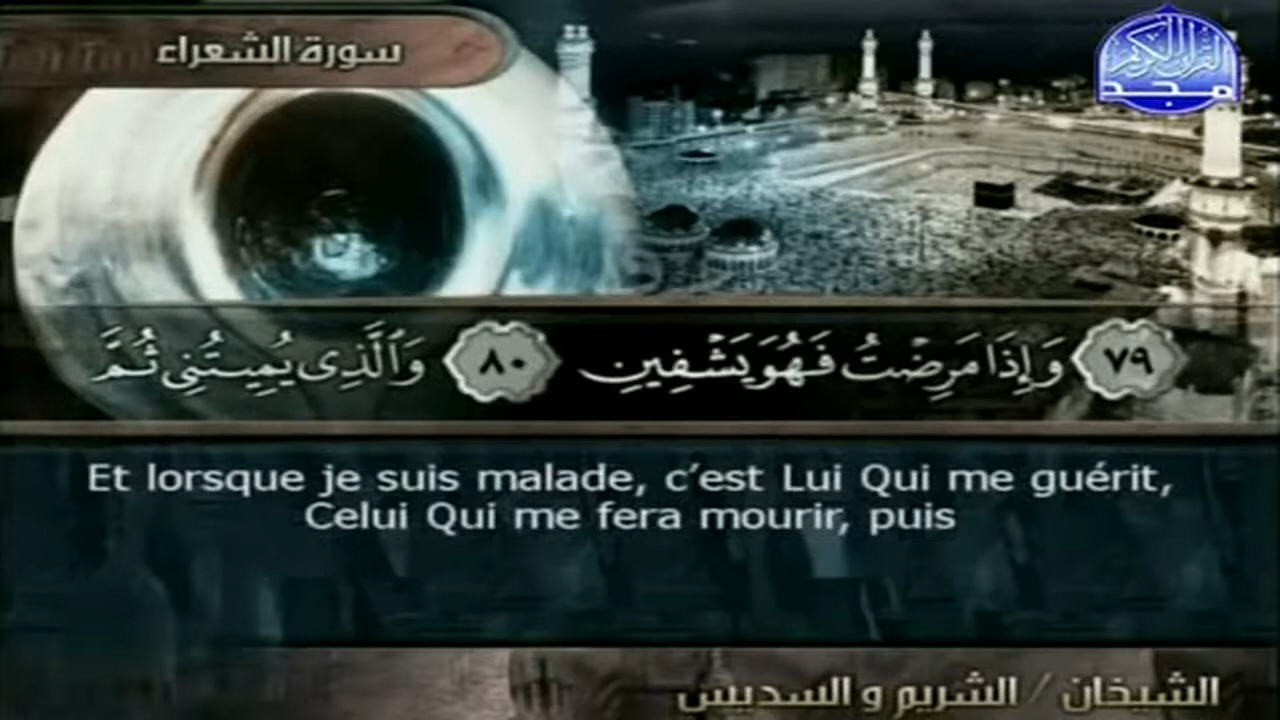 سورة الشعراء
القرآن الكريم
مجد
٧٩ وَإِذَا مَرِضْتُ فَهُوَ يَشْفِينِ ٨٠ وَٱلَّذِى يُمِيتُنِى ثُمَّ
Et lorsque je suis malade, c’est Lui Qui me guérit,
Celui Qui me fera mourir, puis
الشيخان / الشريم و السديس